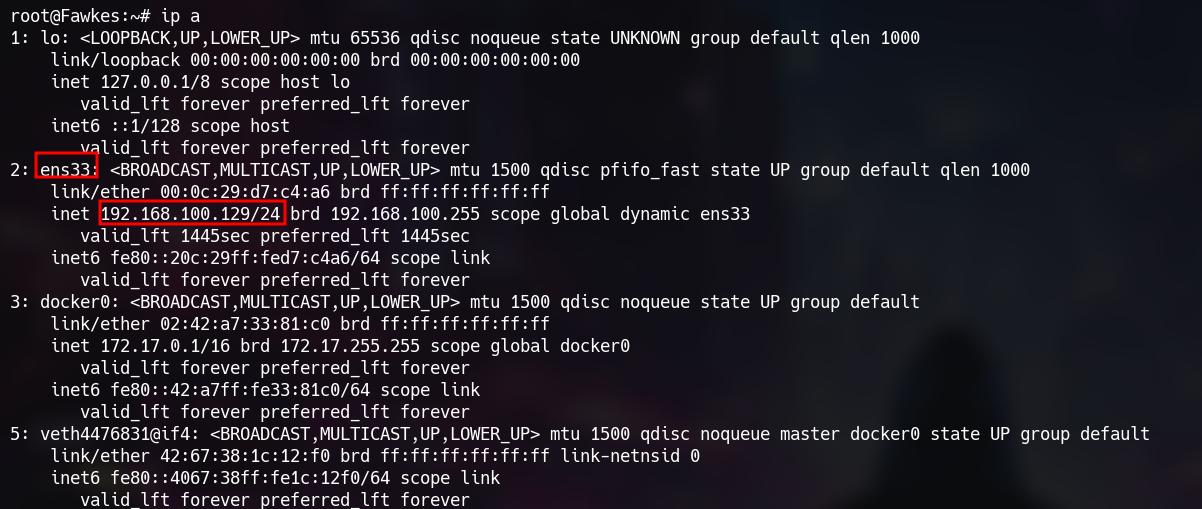 root@Fawkes:~# ip a
1: lo: <LOOPBACK,UP,LOWER_UP> mtu 65536 qdisc noqueue state UNKNOWN group default qlen 1000
    link/loopback 00:00:00:00:00:00 brd 00:00:00:00:00:00
    inet 127.0.0.1/8 scope host lo
       valid_lft forever preferred_lft forever
    inet6 ::1/128 scope host
       valid_lft forever preferred_lft forever
2: ens33: <BROADCAST,MULTICAST,UP,LOWER_UP> mtu 1500 qdisc pfifo_fast state UP group default qlen 1000
    link/ether 00:0c:29:d7:c4:a6 brd ff:ff:ff:ff:ff:ff
    inet 192.168.100.129/24 brd 192.168.100.255 scope global dynamic ens33
       valid_lft 1445sec preferred_lft 1445sec
    inet6 fe80::20c:29ff:fed7:c4a6/64 scope link
       valid_lft forever preferred_lft forever
3: docker0: <BROADCAST,MULTICAST,UP,LOWER_UP> mtu 1500 qdisc noqueue state UP group default
    link/ether 02:42:a7:33:81:c0 brd ff:ff:ff:ff:ff:ff
    inet 172.17.0.1/16 brd 172.17.255.255 scope global docker0
       valid_lft forever preferred_lft forever
    inet6 fe80::42:a7ff:fe33:81c0/64 scope link
       valid_lft forever preferred_lft forever
5: veth4476831@if4: <BROADCAST,MULTICAST,UP,LOWER_UP> mtu 1500 qdisc noqueue master docker0 state UP group default
    link/ether 42:67:38:1c:12:f0 brd ff:ff:ff:ff:ff:ff link-netnsid 0
    inet6 fe80::4067:38ff:fe1c:12f0/64 scope link
       valid_lft forever preferred_lft forever